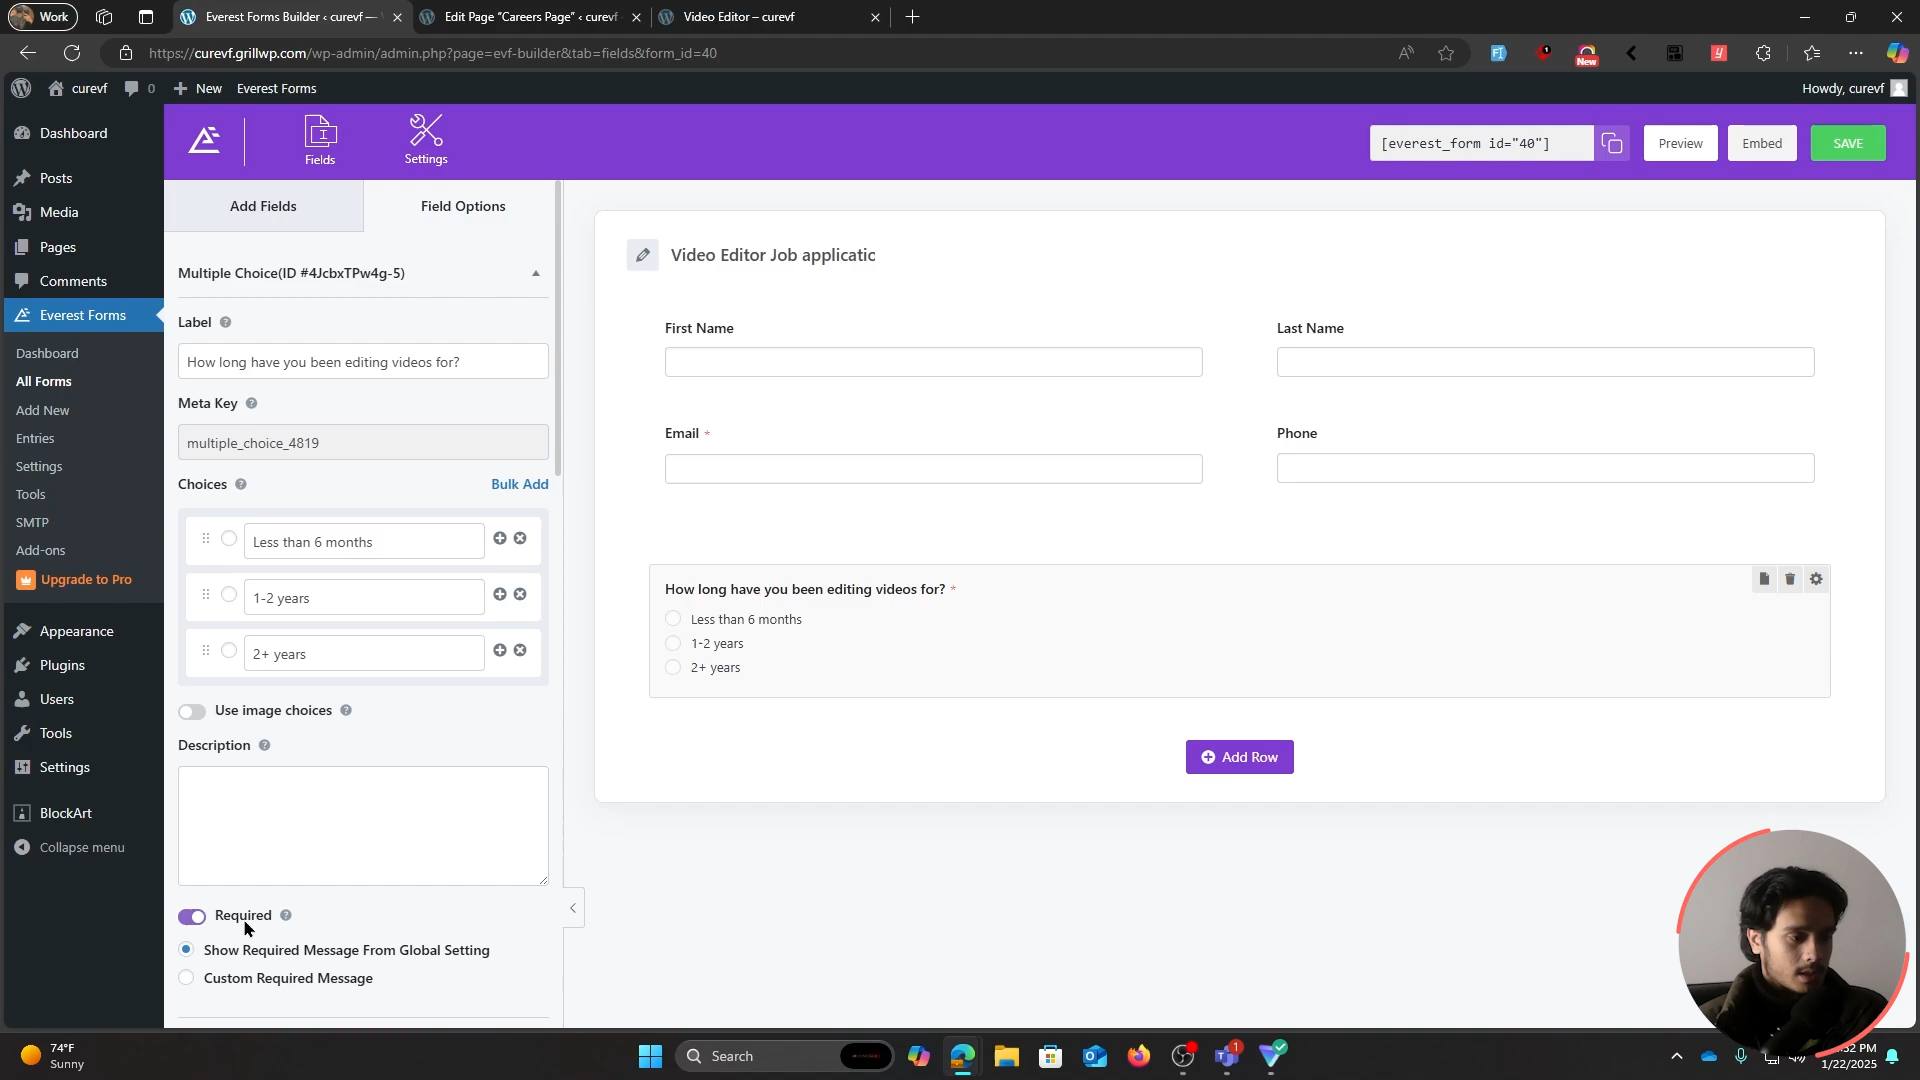 Work
Everest Forms Builder ‹ curevf —
Edit Page “Careers Page” ‹ curevf
Video Editor – curevf
https://curevf.grillwp.com/wp-admin/admin.php?page=evf-builder&tab=fields&form_id=40
New
1
curevf
0
New
Everest Forms
Howdy, curevf
Dashboard
Posts
Media
Pages
Comments
Everest Forms
Dashboard
All Forms
Add New
Entries
Settings
Tools
SMTP
Add-ons
Upgrade to Pro
Appearance
Plugins
Users
Tools
Settings
BlockArt
Collapse menu
Fields
Settings
[everest_form id="40"]
Preview
Embed
SAVE
Add Fields
Field Options
Multiple Choice(ID #4JcbxTPw4g-5)
Label
How long have you been editing videos for?
Meta Key
multiple_choice_4819
Choices
Bulk Add
Less than 6 months
1-2 years
2+ years
Use image choices
Description
Required
Show Required Message From Global Setting
Custom Required Message
Video Editor Job applicatic
First Name
Last Name
Email *
Phone
How long have you been editing videos for? *
Less than 6 months
1-2 years
2+ years
Add Row
74°F
Sunny
Search
1
:32 PM
1/22/2025